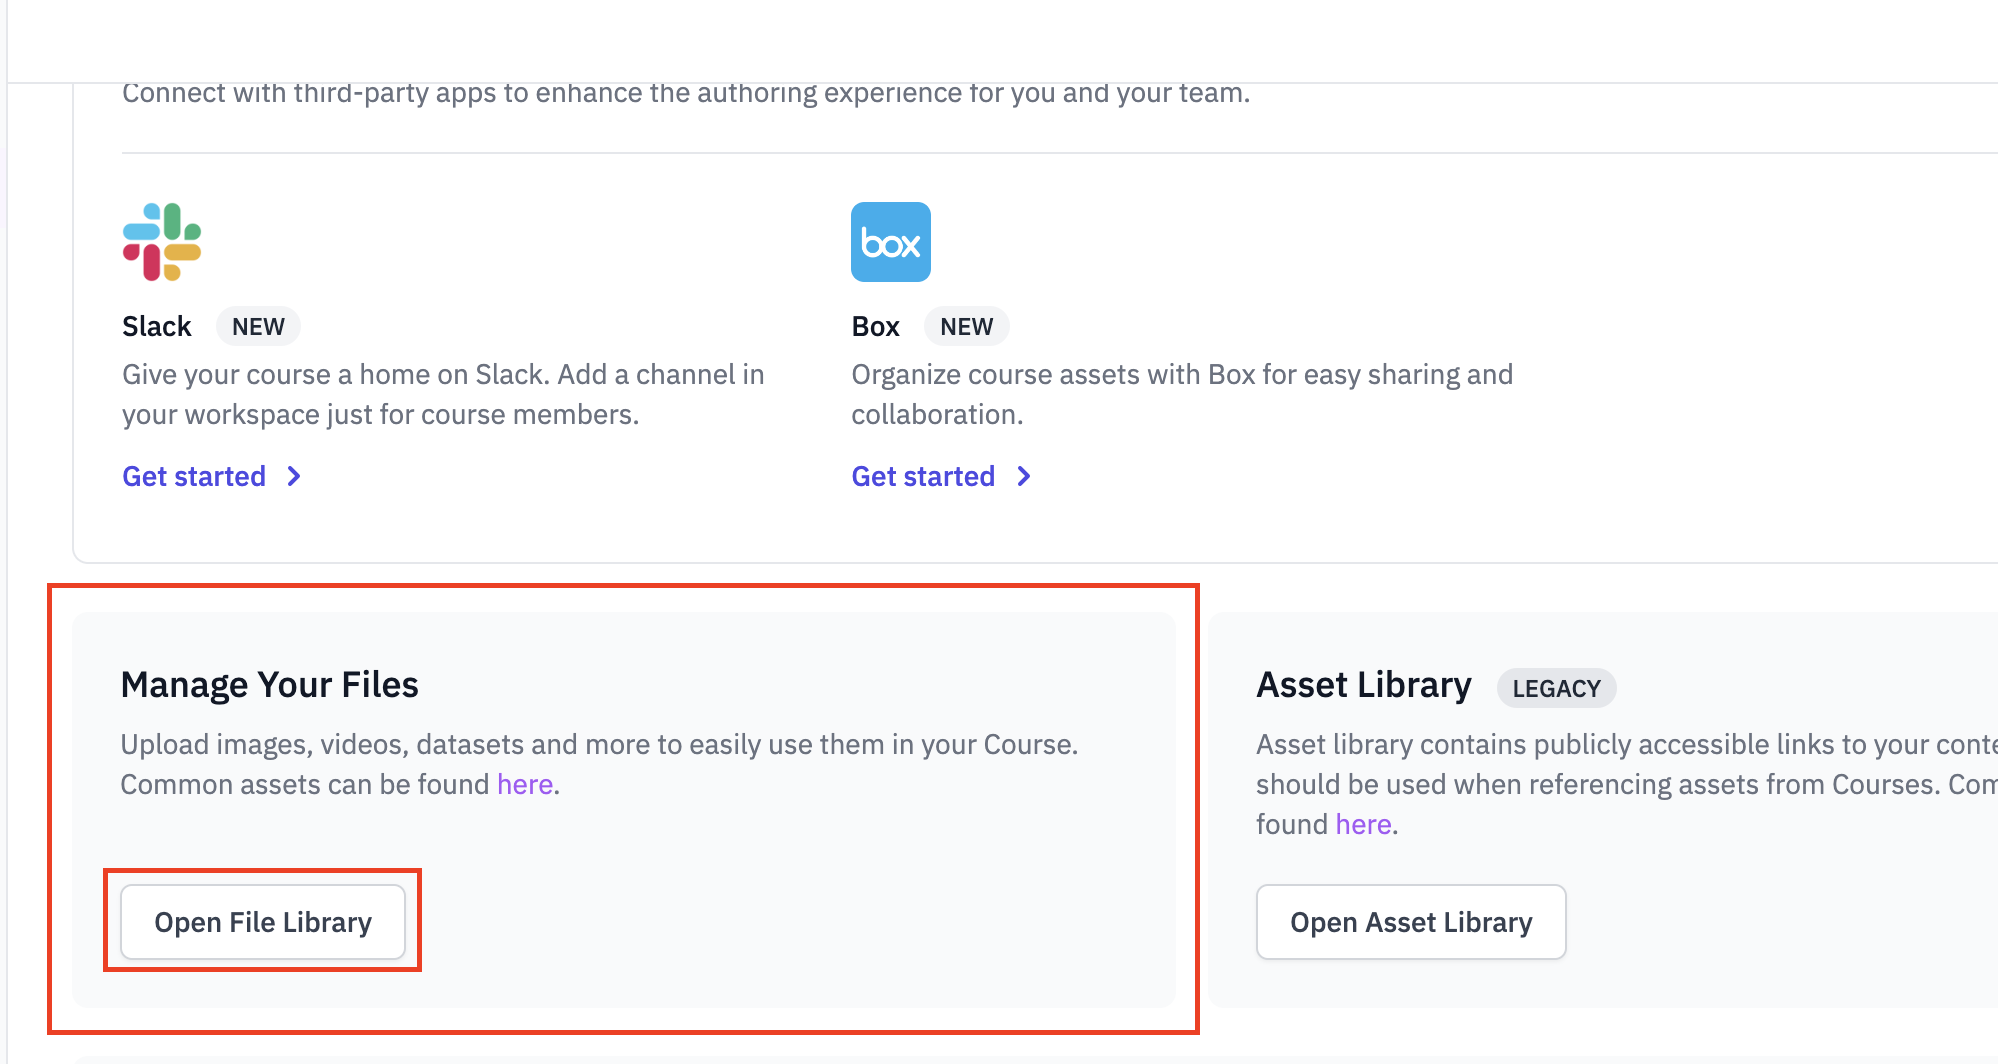 Connect with third-party apps to enhance the authoring experience for you and your team.
box
Slack NEW
Give your course a home on Slack. Add a channel in
your workspace just for course members.
Get started
Box NEW
Organize course assets with Box for easy sharing and
collaboration.
Get started
Manage Your Files
Upload images, videos, datasets and more to easily use them in your Course.
Common assets can be found here.
Open File Library
Asset Library LEGACY
Asset library contains publicly accessible links to your
should be used when referencing assets from Courses.
found here.
Open Asset Library